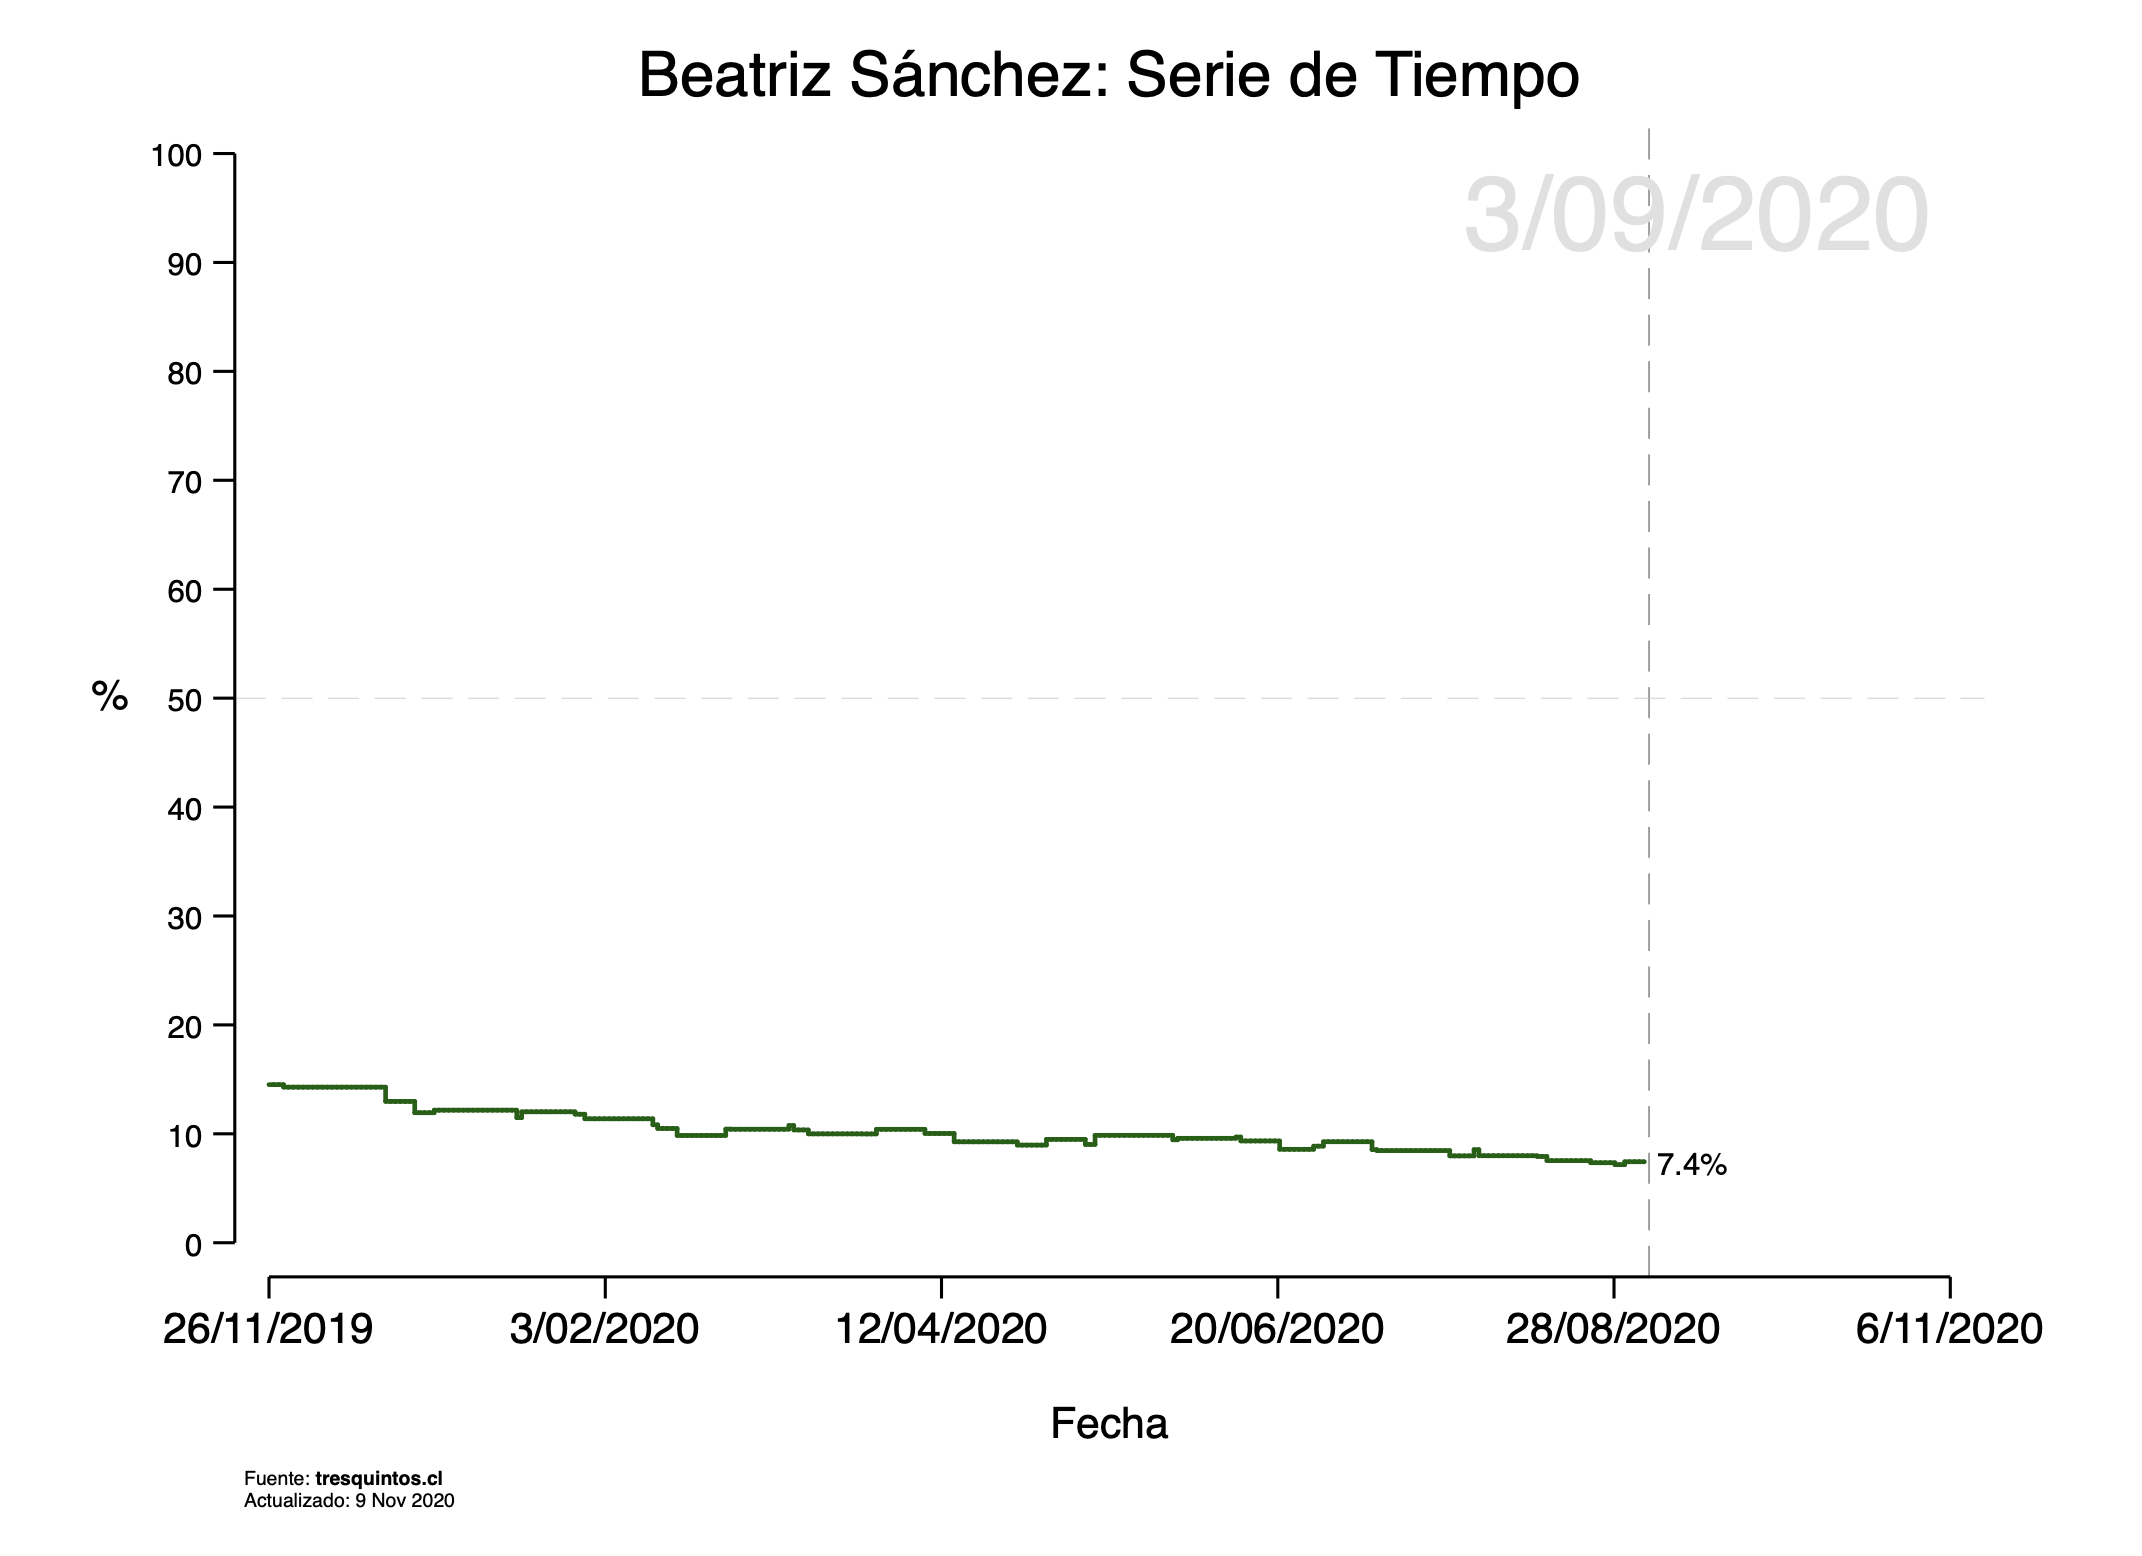 Beatriz Sánchez: Serie de Tiempo
3/09/2020
100
90
80
70
60
50
40
30
20
10
0
%
7.4%
26/11/2019 3/02/2020 12/04/2020 20/06/2020 28/08/2020 6/11/2020
Fecha
Fuente: tresquintos.cl
Actualizado: 9 Nov 2020